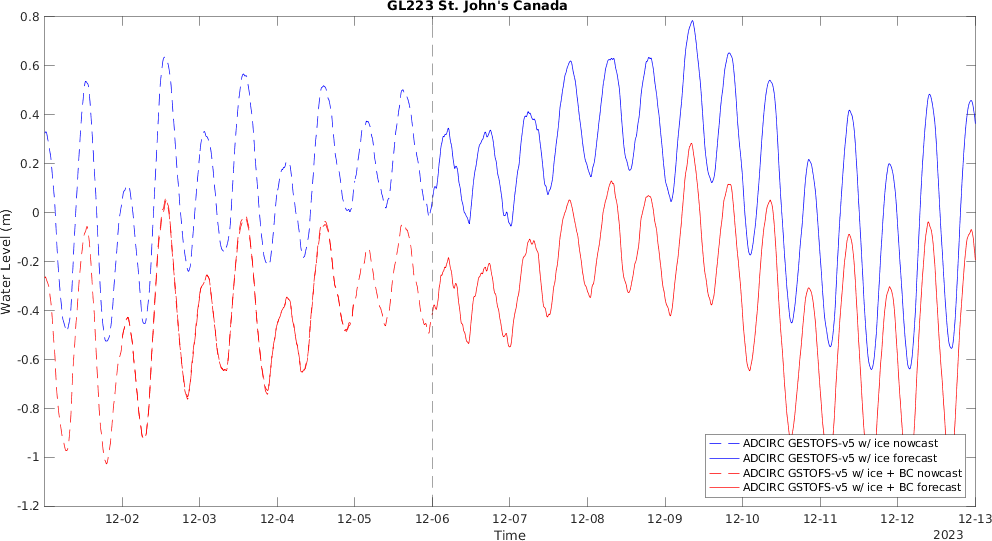 GL223 St. John's Canada
0.8
0.6
0.4
0.2
0
-0.2
-0.4
-0.6
-0.8
-1
-1.2
Water Level (m)
ADCIRC GESTOFS-v5 w/ ice nowcast
ADCIRC GESTOFS-v5 w/ ice forecast
ADCIRC GSTOFS-v5 w/ ice + BC nowcast
ADCIRC GSTOFS-v5 w/ ice + BC forecast
12-02 12-03 12-04 12-05 12-06 12-07 12-08 12-09 12-10 12-11 12-12 12-13
2023
Time